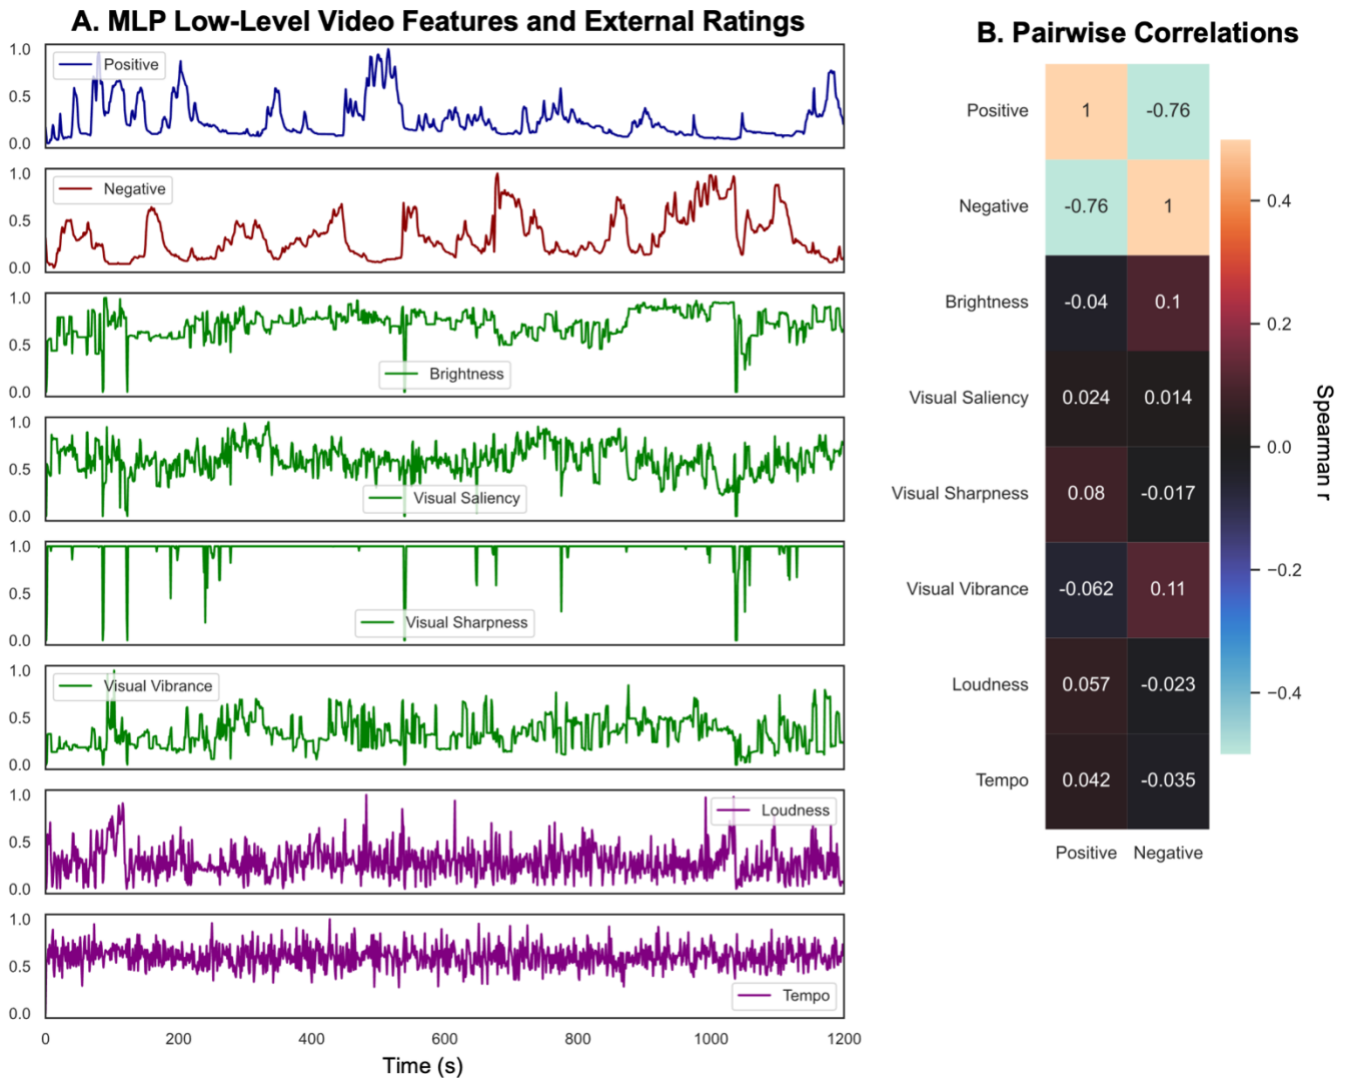 A. MLP Low-Level Video Features and External Ratings
1.0
0.5
0.0
Positive
1.0
0.5
0.0
Negative
1.0
0.5
0.0
Brightness
1.0
0.5
0.0
Visual Saliency
1.0
0.5
0.0
Visual Sharpness
1.0
0.5
0.0
Visual Vibrance
1.0
0.5
0.0
Loudness
1.0
0.5
0.0
Tempo
0 200 400 600 800 1000 1200
Time (s)
B. Pairwise Correlations
Positive 1 -0.76
Negative -0.76 1
Brightness -0.04 0.1
Visual Saliency 0.024 0.014
Visual Sharpness 0.08 -0.017
Visual Vibrance -0.062 0.11
Loudness 0.057 -0.023
Tempo 0.042 -0.035
Positive Negative
0.4
0.2
0.0
−0.2
−0.4
Spearman r